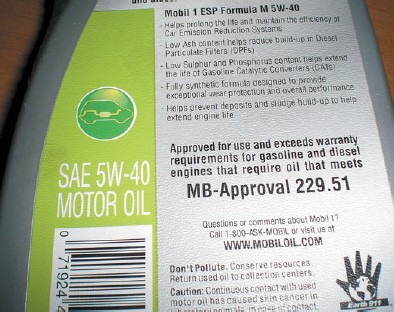 and diesel
Mobil 1 ESP Formula M 5W-40
· Helps prolong the life and maintain the efficiency of
Car Emission Reduction Systems
· Low Ash content helps reduce build-up in Diesel
Particulate Filters (DPFs)
· Low Sulphur and Phosphorus content helps extend
the life of Gasoline Catalytic Converters (CATs)
· Fully synthetic formula designed to provide
exceptional wear protection and overall performance
· Helps prevent deposits and sludge build-up to help
extend engine life
Approved for use and exceeds warranty
requirements for gasoline and diesel
engines that require oil that meets
MB-Approval 229.51
SAE 5W-40
MOTOR OIL
Questions or comments about Mobil 1?
Call 1-800-ASK-MOBIL or visit us at
WWW.MOBILOIL.COM
Don't Pollute. Conserve resources.
Return used oil to collection centers.
Caution: Continuous contact with used
motor oil has caused skin cancer in
laboratory animals. In case of contact,
Earth 911
0 71924 4